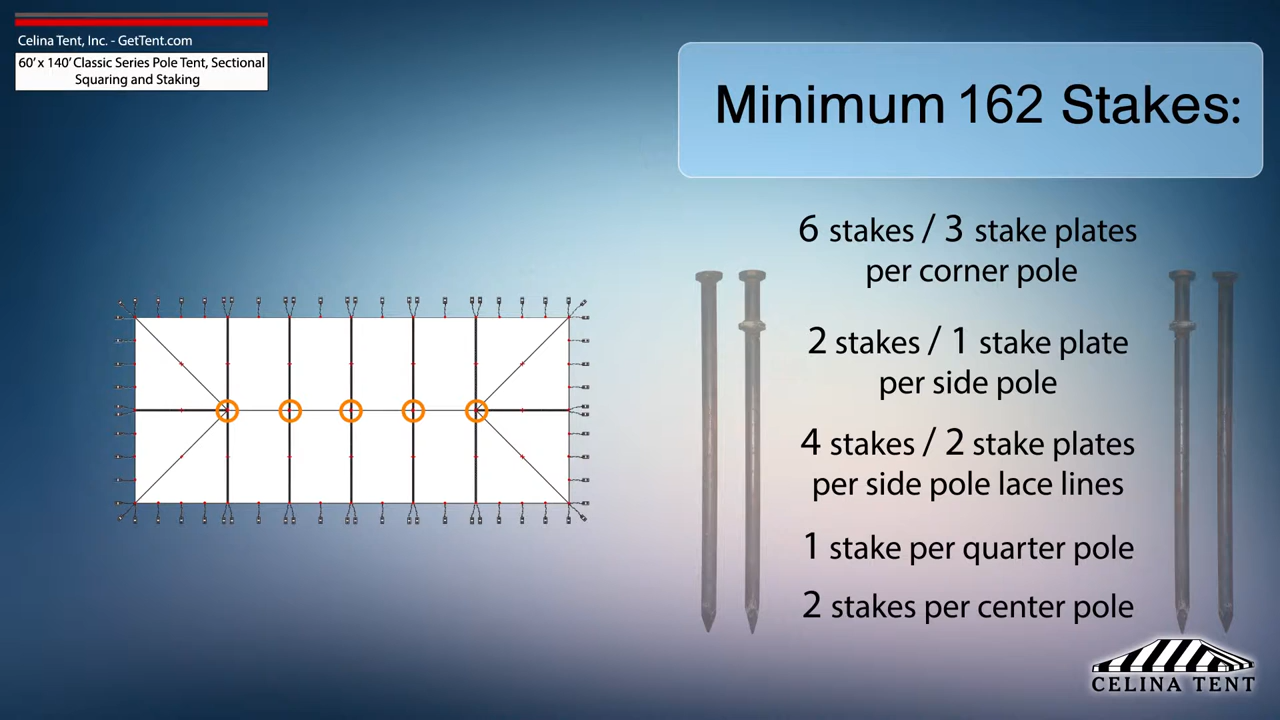 Celina Tent, Inc. - GetTent.com
60’ x 140’ Classic Series Pole Tent, Sectional
Squaring and Staking
Minimum 162 Stakes:
6 stakes / 3 stake plates
per corner pole
2 stakes / 1 stake plate
per side pole
4 stakes / 2 stake plates
per side pole lace lines
1 stake per quarter pole
2 stakes per center pole
CELINA TENT